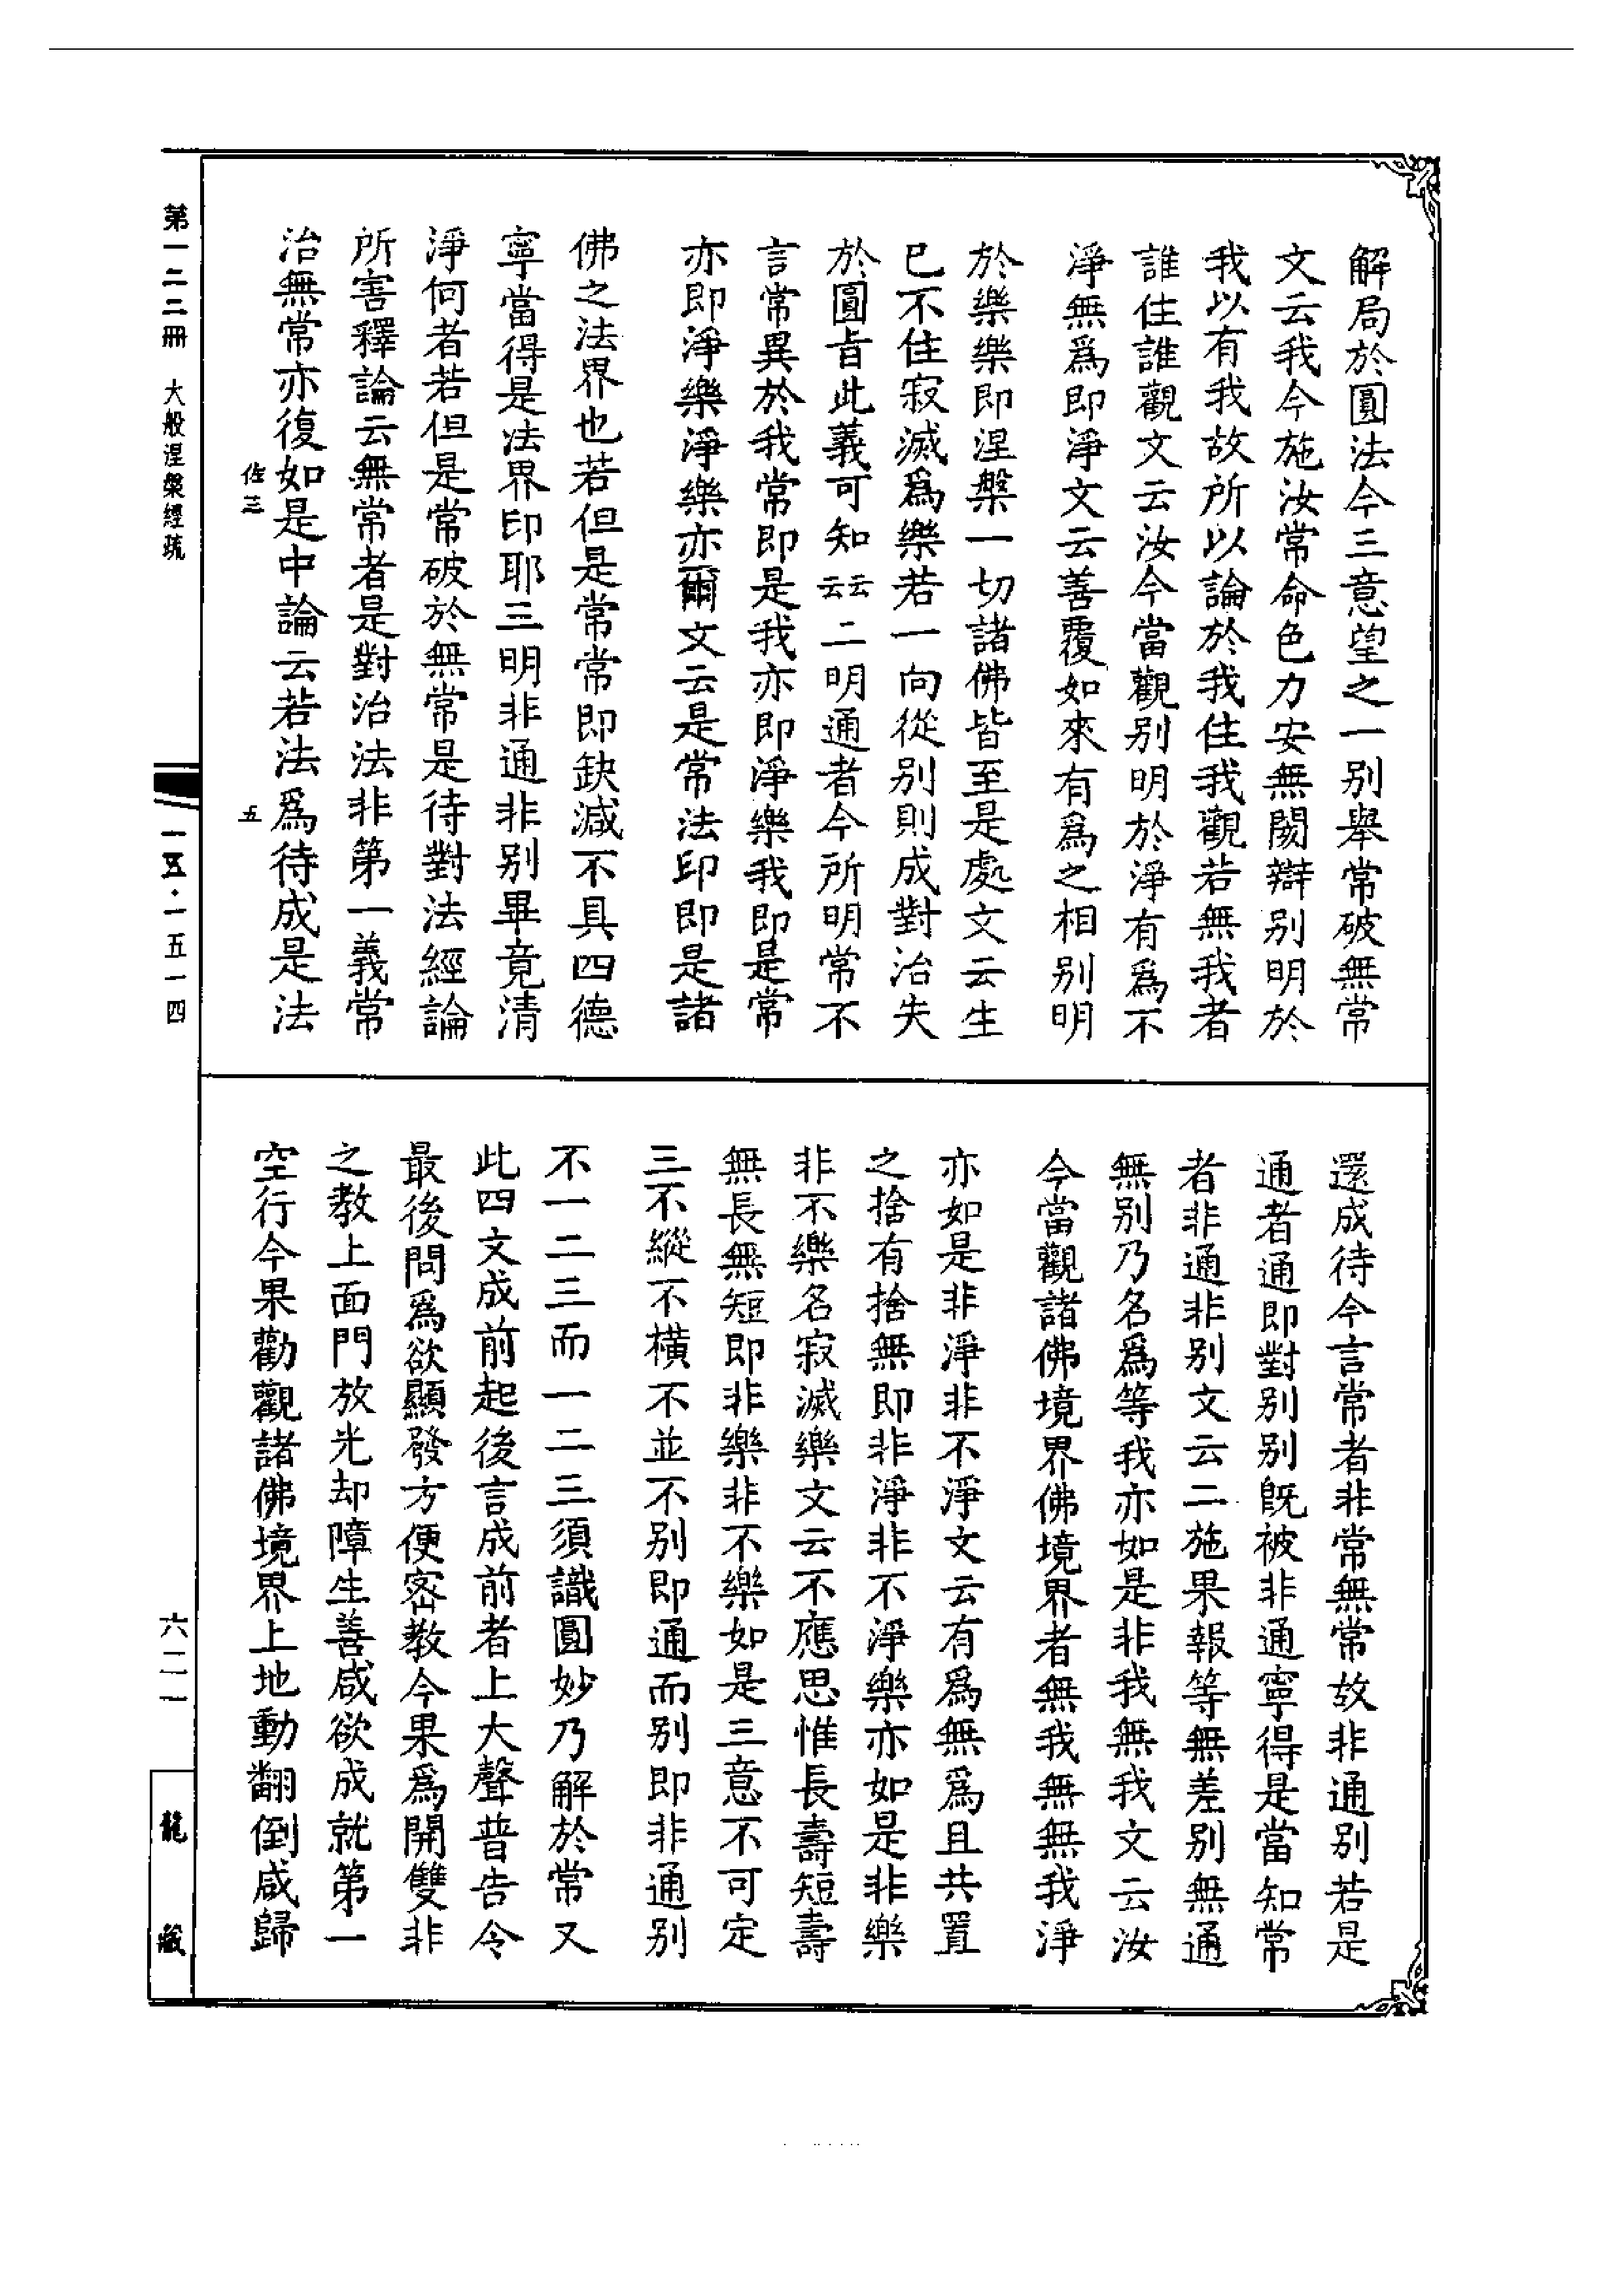 解局於圓法今三意望之一別舉常破無常
文云我今施汝常命色力安無閡辯別明於
我以有我故所以論於我住我觀若無我者
誰住誰觀文云汝今當觀別明於淨有爲不
淨無爲即淨文云善覆如來有爲之相別明
於樂樂即涅槃一切諸佛皆至是處文云生
已不住寂滅爲樂若一向從別則成對治失
於圓旨此義可知云云二明通者今所明常不
言常異於我常即是我亦即淨樂我即是常
亦即淨樂淨樂亦爾文云是常法印即是諸
佛之法界也若但是常常即缺減不具四德
寧當得是法界印耶三明非通非別畢竟清
淨何者若但是常破於無常是待對法經論
所害釋論云無常者是對治法非第一義常
治無常亦復如是中論云若法爲待成是法
佐三
五
還成待今言常者非常無常故非通別若是
通者通即對別別既被非通寧得是當知常
者非通非別文云二施果報等無差別無通
無別乃名爲等我亦如是非我無我文云汝
今當觀諸佛境界佛境界者無我無無我淨
亦如是非淨非不淨文云有爲無爲且共置
之捨有捨無即非淨非不淨樂亦如是非樂
非不樂名寂滅樂文云不應思惟長壽短壽
無長無短即非樂非不樂如是三意不可定
三不縱不橫不並不別即通而別即非通別
不一二三而一二三須識圓妙乃解於常又
此四文成前起後言成前者上大聲普告令
最後問爲欲顯發方便密教今果爲開雙非
之教上面門放光却障生善咸欲成就第一
空行今果勸觀諸佛境界上地動翻倒咸歸
第一二二冊　大般涅槃經疏
一五·一五一四
六二一
龍藏